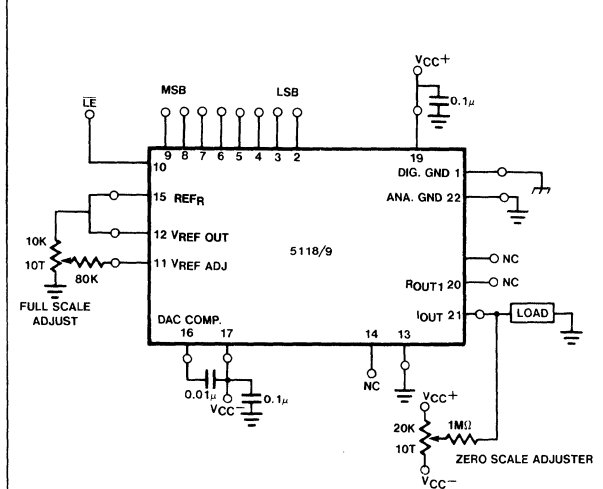 VCC+
MSB LSB
LE
0.1μ
9 8 7 6 5 4 3 2 19
10 DIG. GND 1
15 REFR
ANA. GND 22
10K
12 VREF OUT
5118/9
10T
11 VREF ADJ
80K
NC
ROUT1 20 NC
FULL SCALE
ADJUST
IOUT 21 LOAD
DAC COMP.
16 17 14 13
0.01μ
VCC-
0.1μ
NC
VCC+
20K
1MΩ
10T
ZERO SCALE ADJUSTER
VCC-